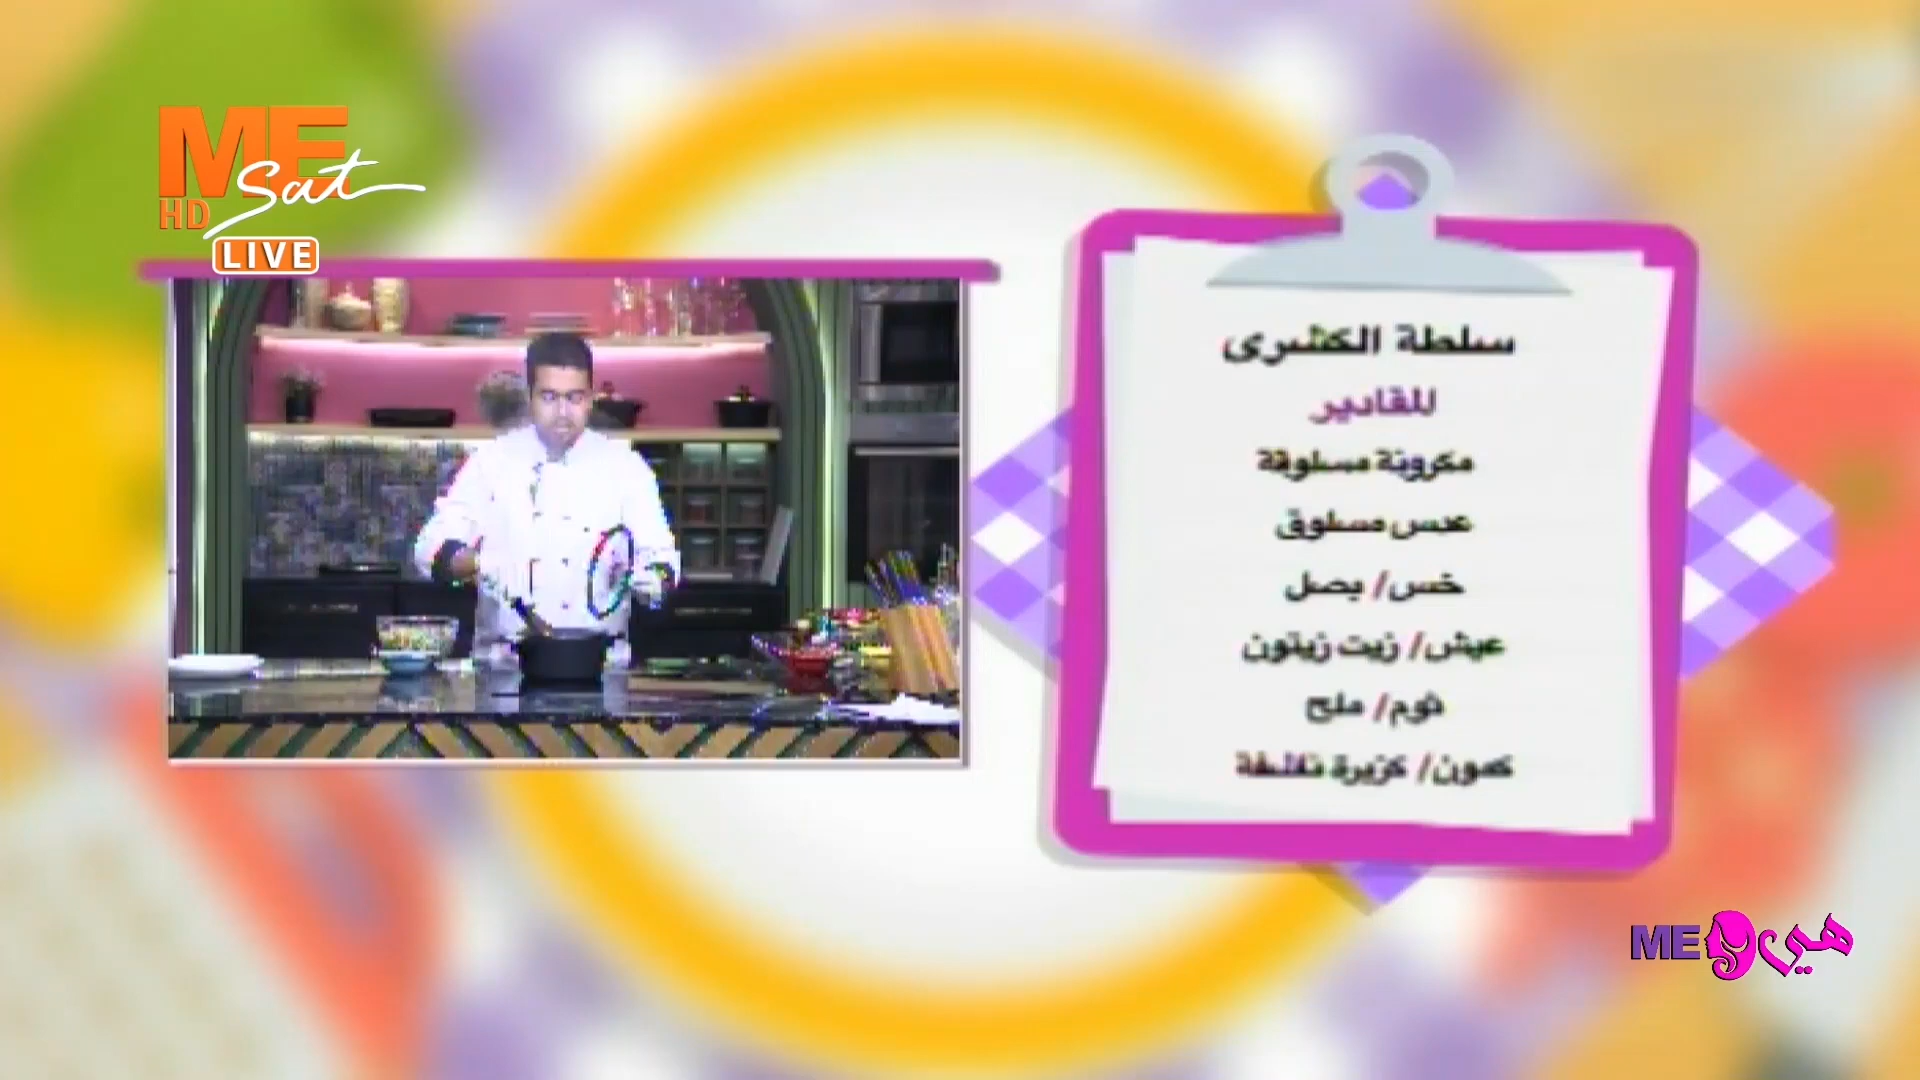 ME
Sat
HD
LIVE
سلطة الكشرى
المقادير
مكرونة مسلوقة
عدس مسلوق
خس/ بصل
عيش/ زيت زيتون
ثوم/ ملح
كمون/ كزبرة ناشفة
ME هي